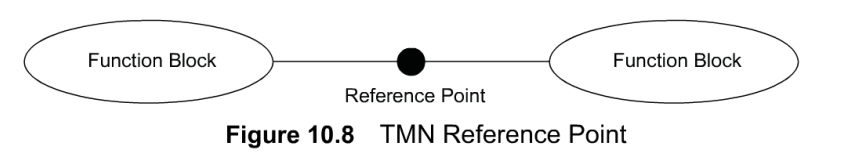 Function Block
Function Block
Reference Point
Figure 10.8 TMN Reference Point